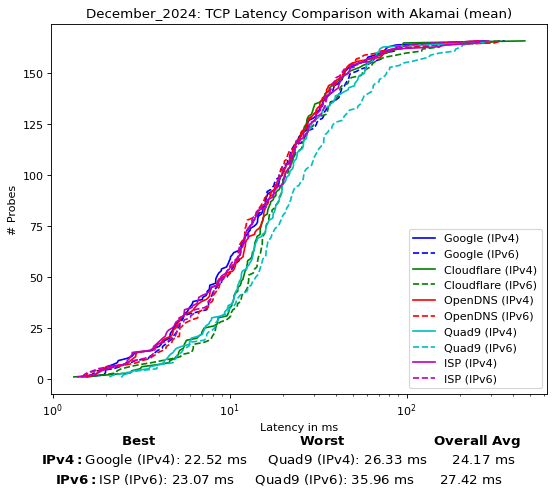 December_2024: TCP Latency Comparison with Akamai (mean)
# Probes
150
125
100
75
50
25
0
Google (IPv4)
Google (IPv6)
Cloudflare (IPv4)
Cloudflare (IPv6)
OpenDNS (IPv4)
OpenDNS (IPv6)
Quad9 (IPv4)
Quad9 (IPv6)
ISP (IPv4)
ISP (IPv6)
10⁰ 10¹ 10²
Latency in ms
Best Worst Overall Avg
IPv4: Google (IPv4): 22.52 ms Quad9 (IPv4): 26.33 ms 24.17 ms
IPv6: ISP (IPv6): 23.07 ms Quad9 (IPv6): 35.96 ms 27.42 ms